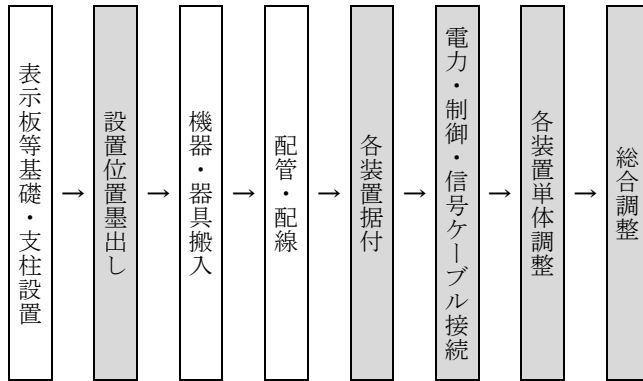 表示板等基礎・支柱設置
→
設置位置墨出し
→
機器・器具搬入
→
配管・配線
→
各装置据付
→
電力・制御・信号ケーブル接続
→
各装置単体調整
→
総合調整